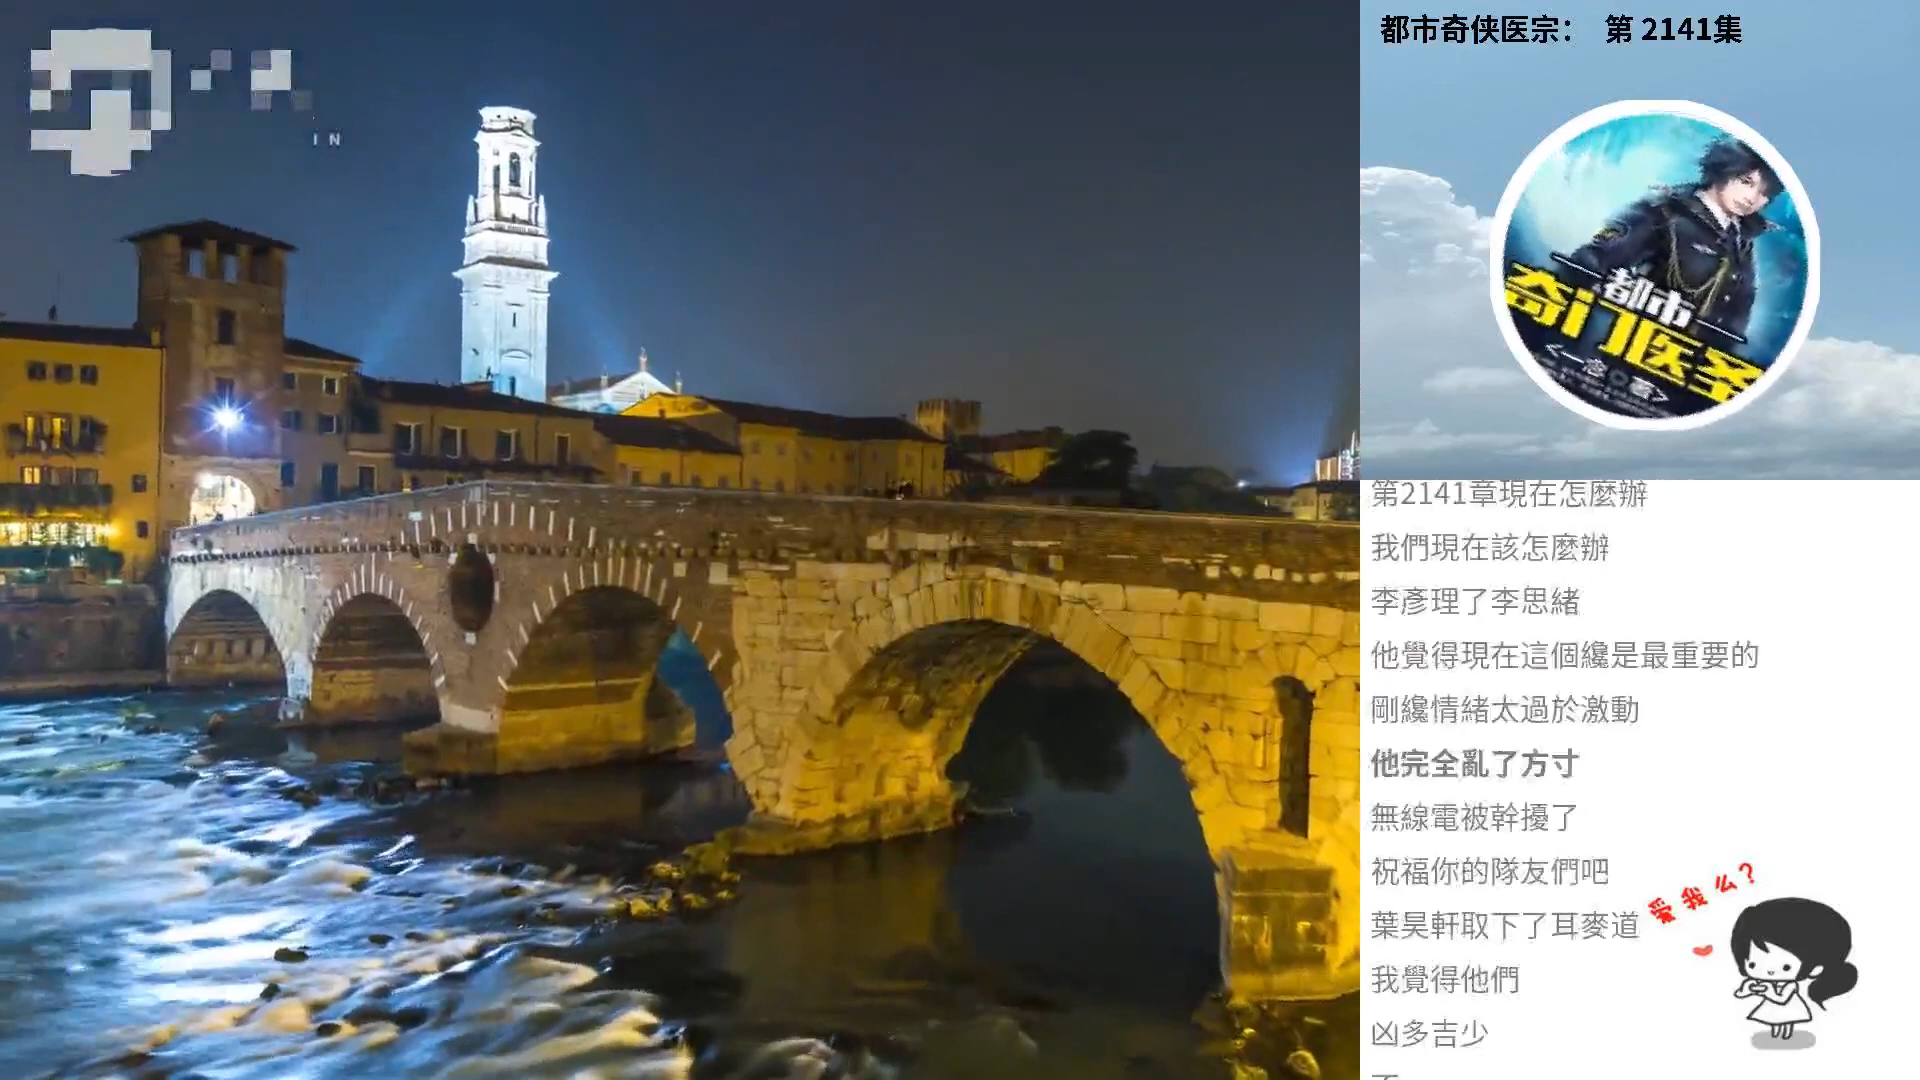 IN
都市奇侠医宗： 第 2141集
都市
奇门医圣
第2141章現在怎麼辦
我們現在該怎麼辦
李彥理了李思緒
他覺得現在這個纔是最重要的
剛纔情緒太過於激動
他完全亂了方寸
無線電被幹擾了
祝福你的隊友們吧
爱我么？
葉昊軒取下了耳麥道
我覺得他們
凶多吉少